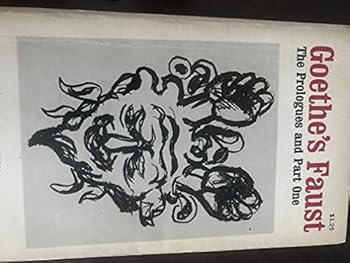 Goethe's Faust
The Prologues and Part One
$1.25